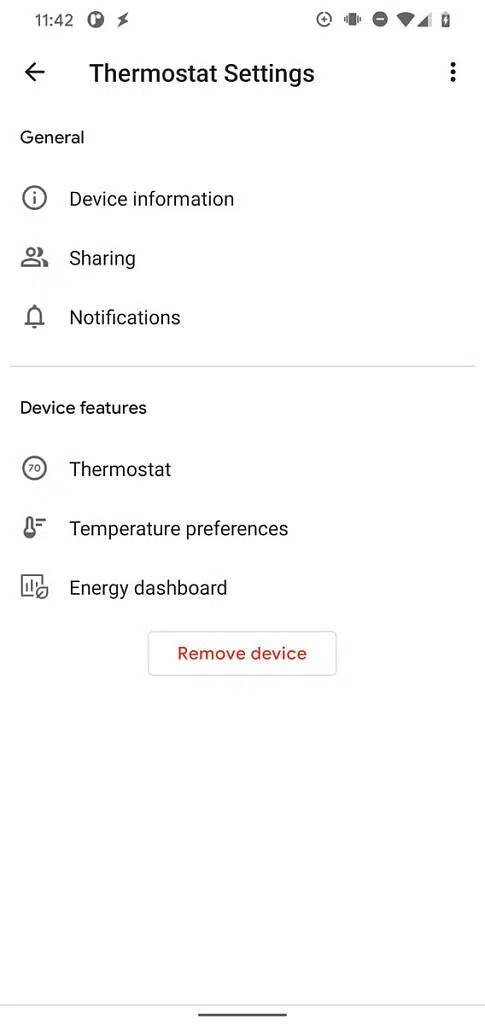 11:42
Thermostat Settings
General
Device information
Sharing
Notifications
Device features
70 Thermostat
Temperature preferences
Energy dashboard
Remove device